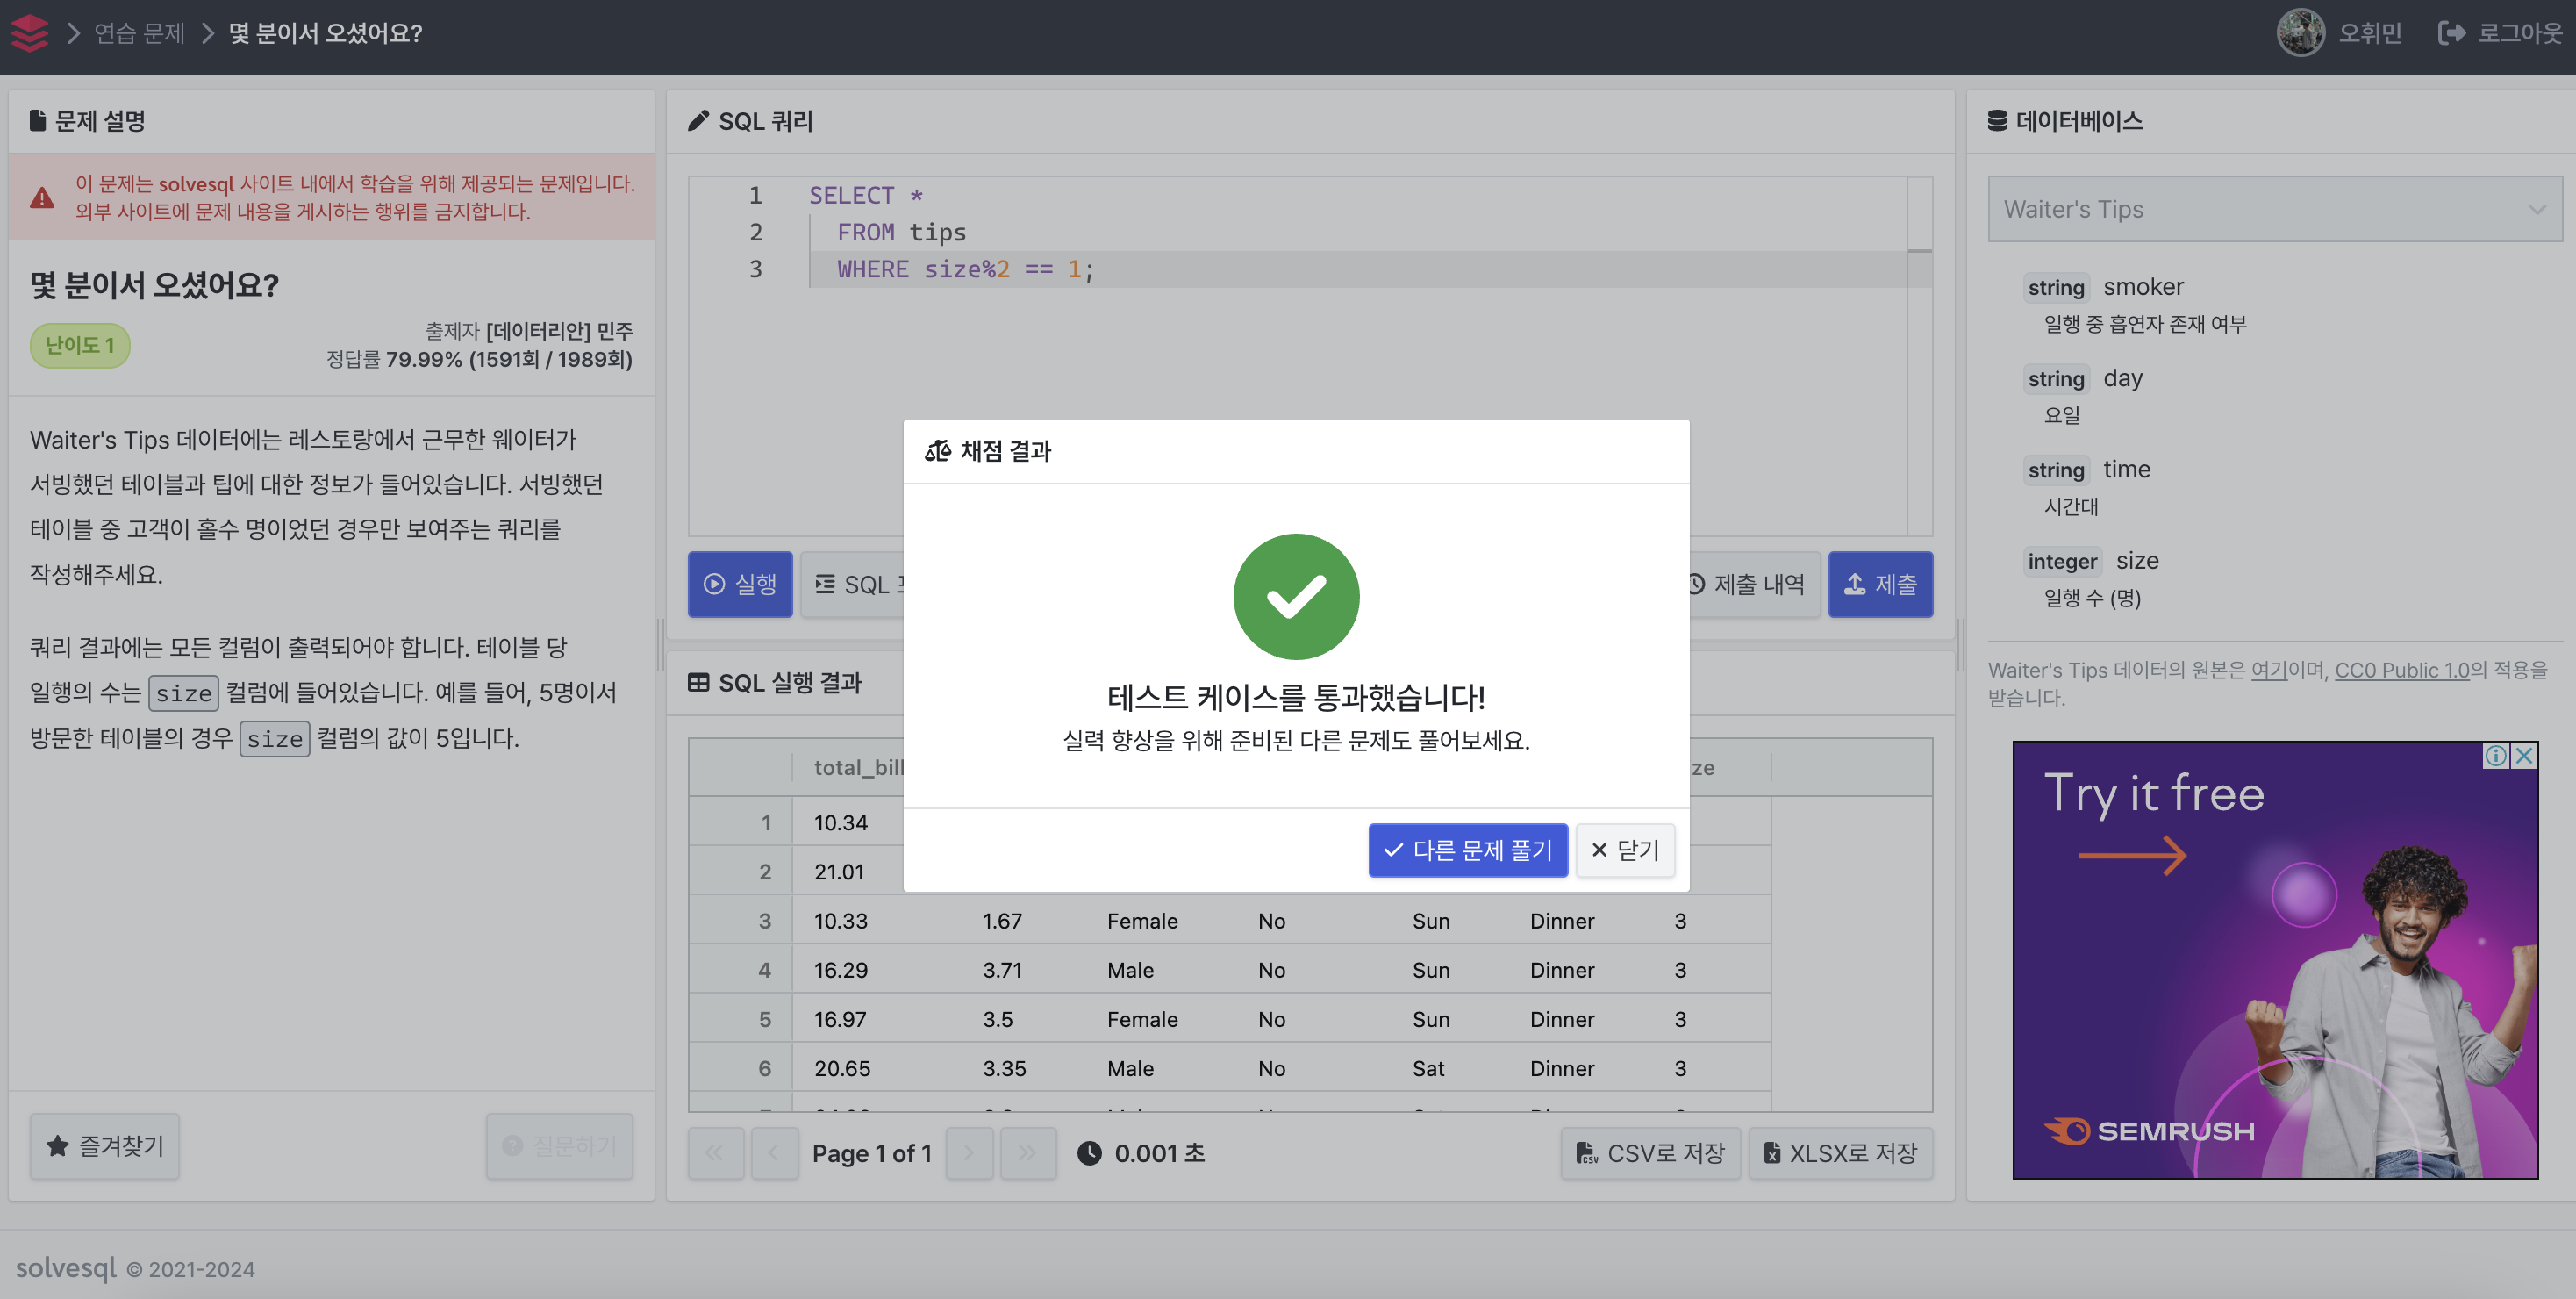 연습 문제
몇 분이서 오셨어요?
오휘민
로그아웃
문제 설명
이 문제는 solvesql 사이트 내에서 학습을 위해 제공되는 문제입니다.
외부 사이트에 문제 내용을 게시하는 행위를 금지합니다.
몇 분이서 오셨어요?
난이도 1
출제자 [데이터리안] 민주
정답률 79.99% (1591회 / 1989회)
Waiter's Tips 데이터에는 레스토랑에서 근무한 웨이터가
서빙했던 테이블과 팁에 대한 정보가 들어있습니다. 서빙했던
테이블 중 고객이 홀수 명이었던 경우만 보여주는 쿼리를
작성해주세요.
쿼리 결과에는 모든 컬럼이 출력되어야 합니다. 테이블 당
일행의 수는 size 컬럼에 들어있습니다. 예를 들어, 5명이서
방문한 테이블의 경우 size 컬럼의 값이 5입니다.
즐겨찾기
질문하기
SQL 쿼리
1 SELECT *
2 FROM tips
3 WHERE size%2 == 1;
실행
SQL
제출 내역
제출
채점 결과
테스트 케이스를 통과했습니다!
실력 향상을 위해 준비된 다른 문제도 풀어보세요.
다른 문제 풀기
닫기
SQL 실행 결과
total_bill ze
1 10.34
2 21.01
3 10.33 1.67 Female No Sun Dinner 3
4 16.29 3.71 Male No Sun Dinner 3
5 16.97 3.5 Female No Sun Dinner 3
6 20.65 3.35 Male No Sat Dinner 3
Page 1 of 1
0.001 초
CSV로 저장
XLSX로 저장
데이터베이스
Waiter's Tips
string smoker
일행 중 흡연자 존재 여부
string day
요일
string time
시간대
integer size
일행 수 (명)
Waiter's Tips 데이터의 원본은 여기이며, CC0 Public 1.0의 적용을
받습니다.
Try it free
SEMRUSH
solvesql © 2021-2024